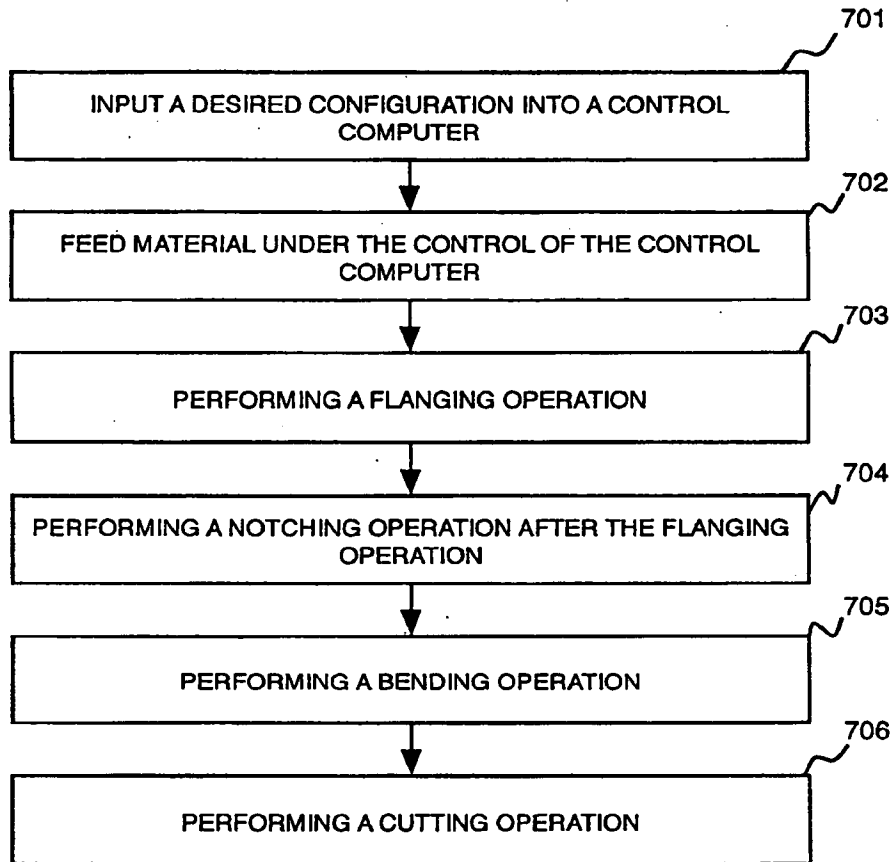 701
INPUT A DESIRED CONFIGURATION INTO A CONTROL
COMPUTER
702
FEED MATERIAL UNDER THE CONTROL OF THE CONTROL
COMPUTER
703
PERFORMING A FLANGING OPERATION
704
PERFORMING A NOTCHING OPERATION AFTER THE FLANGING
OPERATION
705
PERFORMING A BENDING OPERATION
706
PERFORMING A CUTTING OPERATION